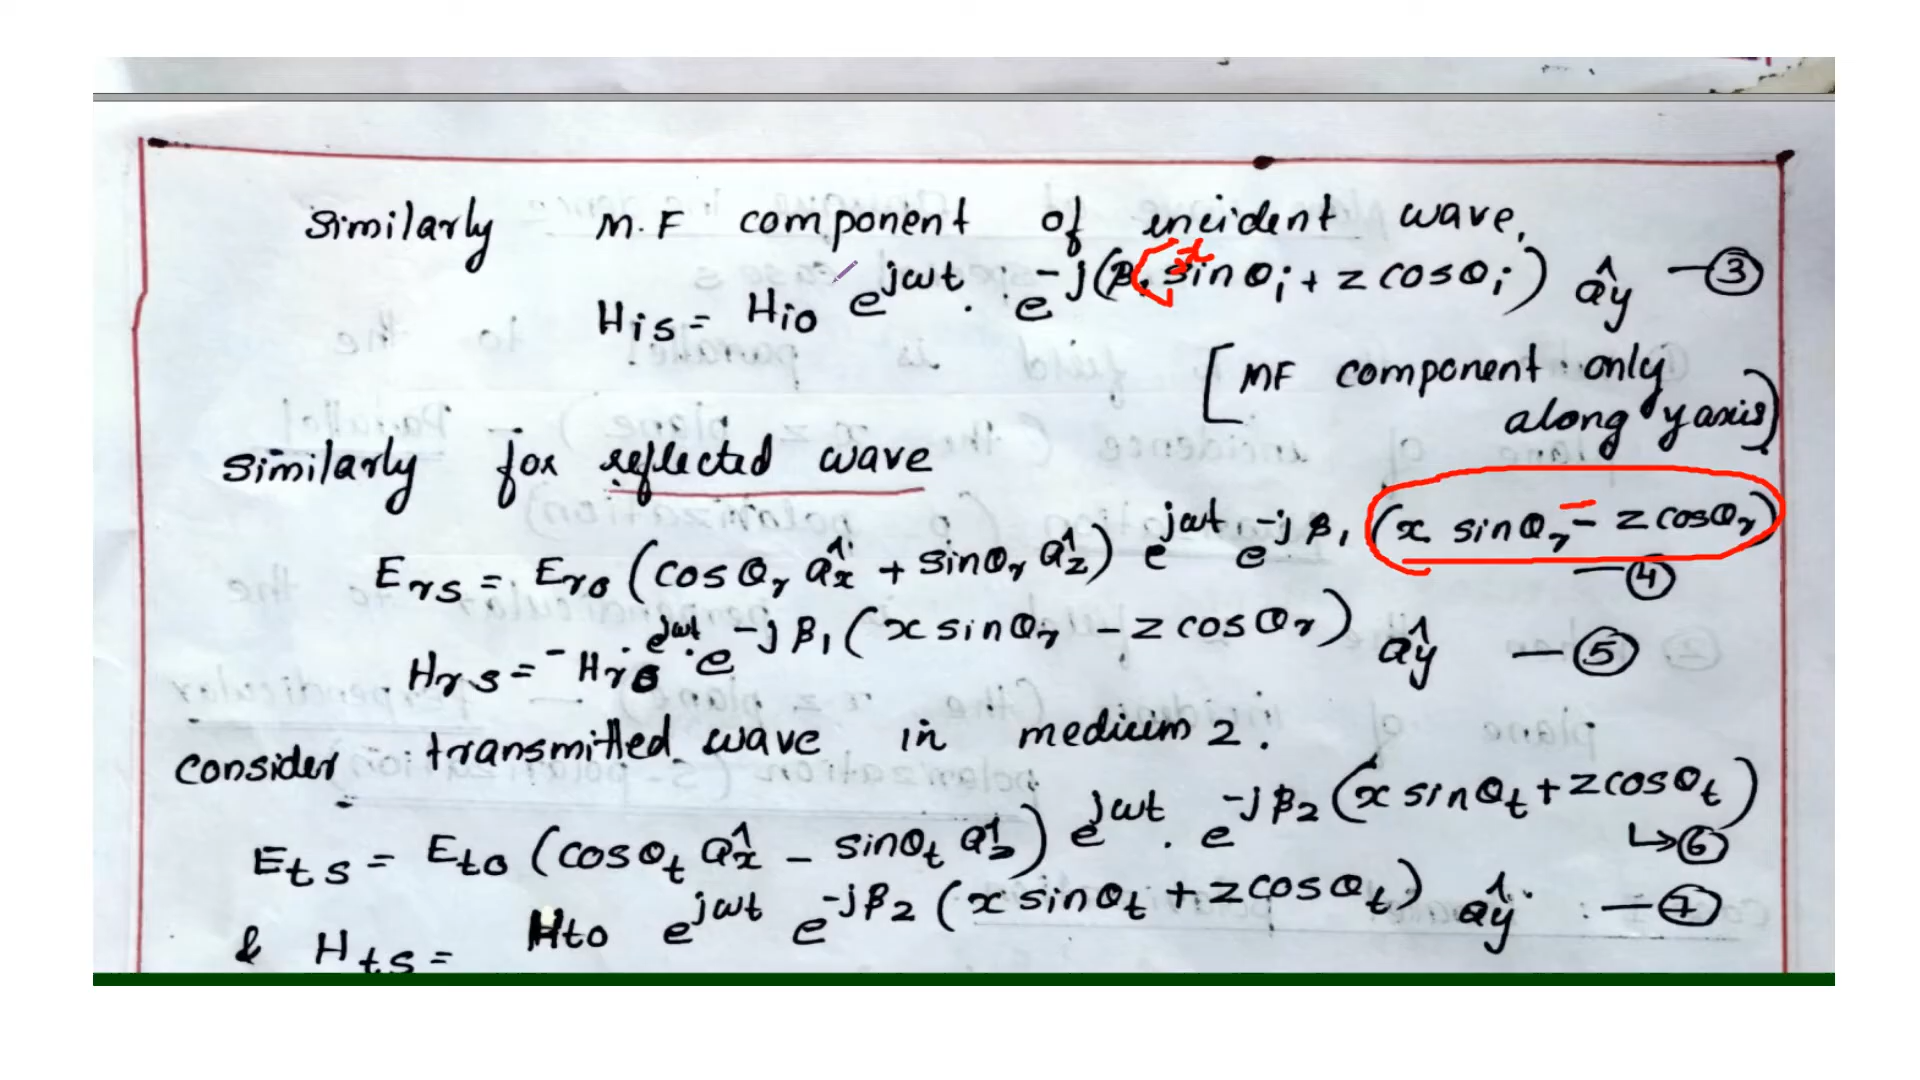 Similarly M.F component of incident wave,
His = Hio e^jωt . e^-j(β1(x sinθi + z cosθi) ây —③
[MF component only
along y axis)
Similarly for reflected wave
Ers = Ero (cosθr âx + sinθr âz) e^jωt e^-jβ1 (x sinθr - z cosθr)
—④
Hrs = -Hro e^jωt . e^-jβ1 (x sinθr - z cosθr) ây —⑤
consider transmitted wave in medium 2.
Ets = Eto (cosθt âx - sinθt âz) e^jωt . e^-jβ2 (x sinθt + z cosθt)
↳⑥
& Hts = Hto e^jωt e^-jβ2 (x sinθt + z cosθt) ây —⑦